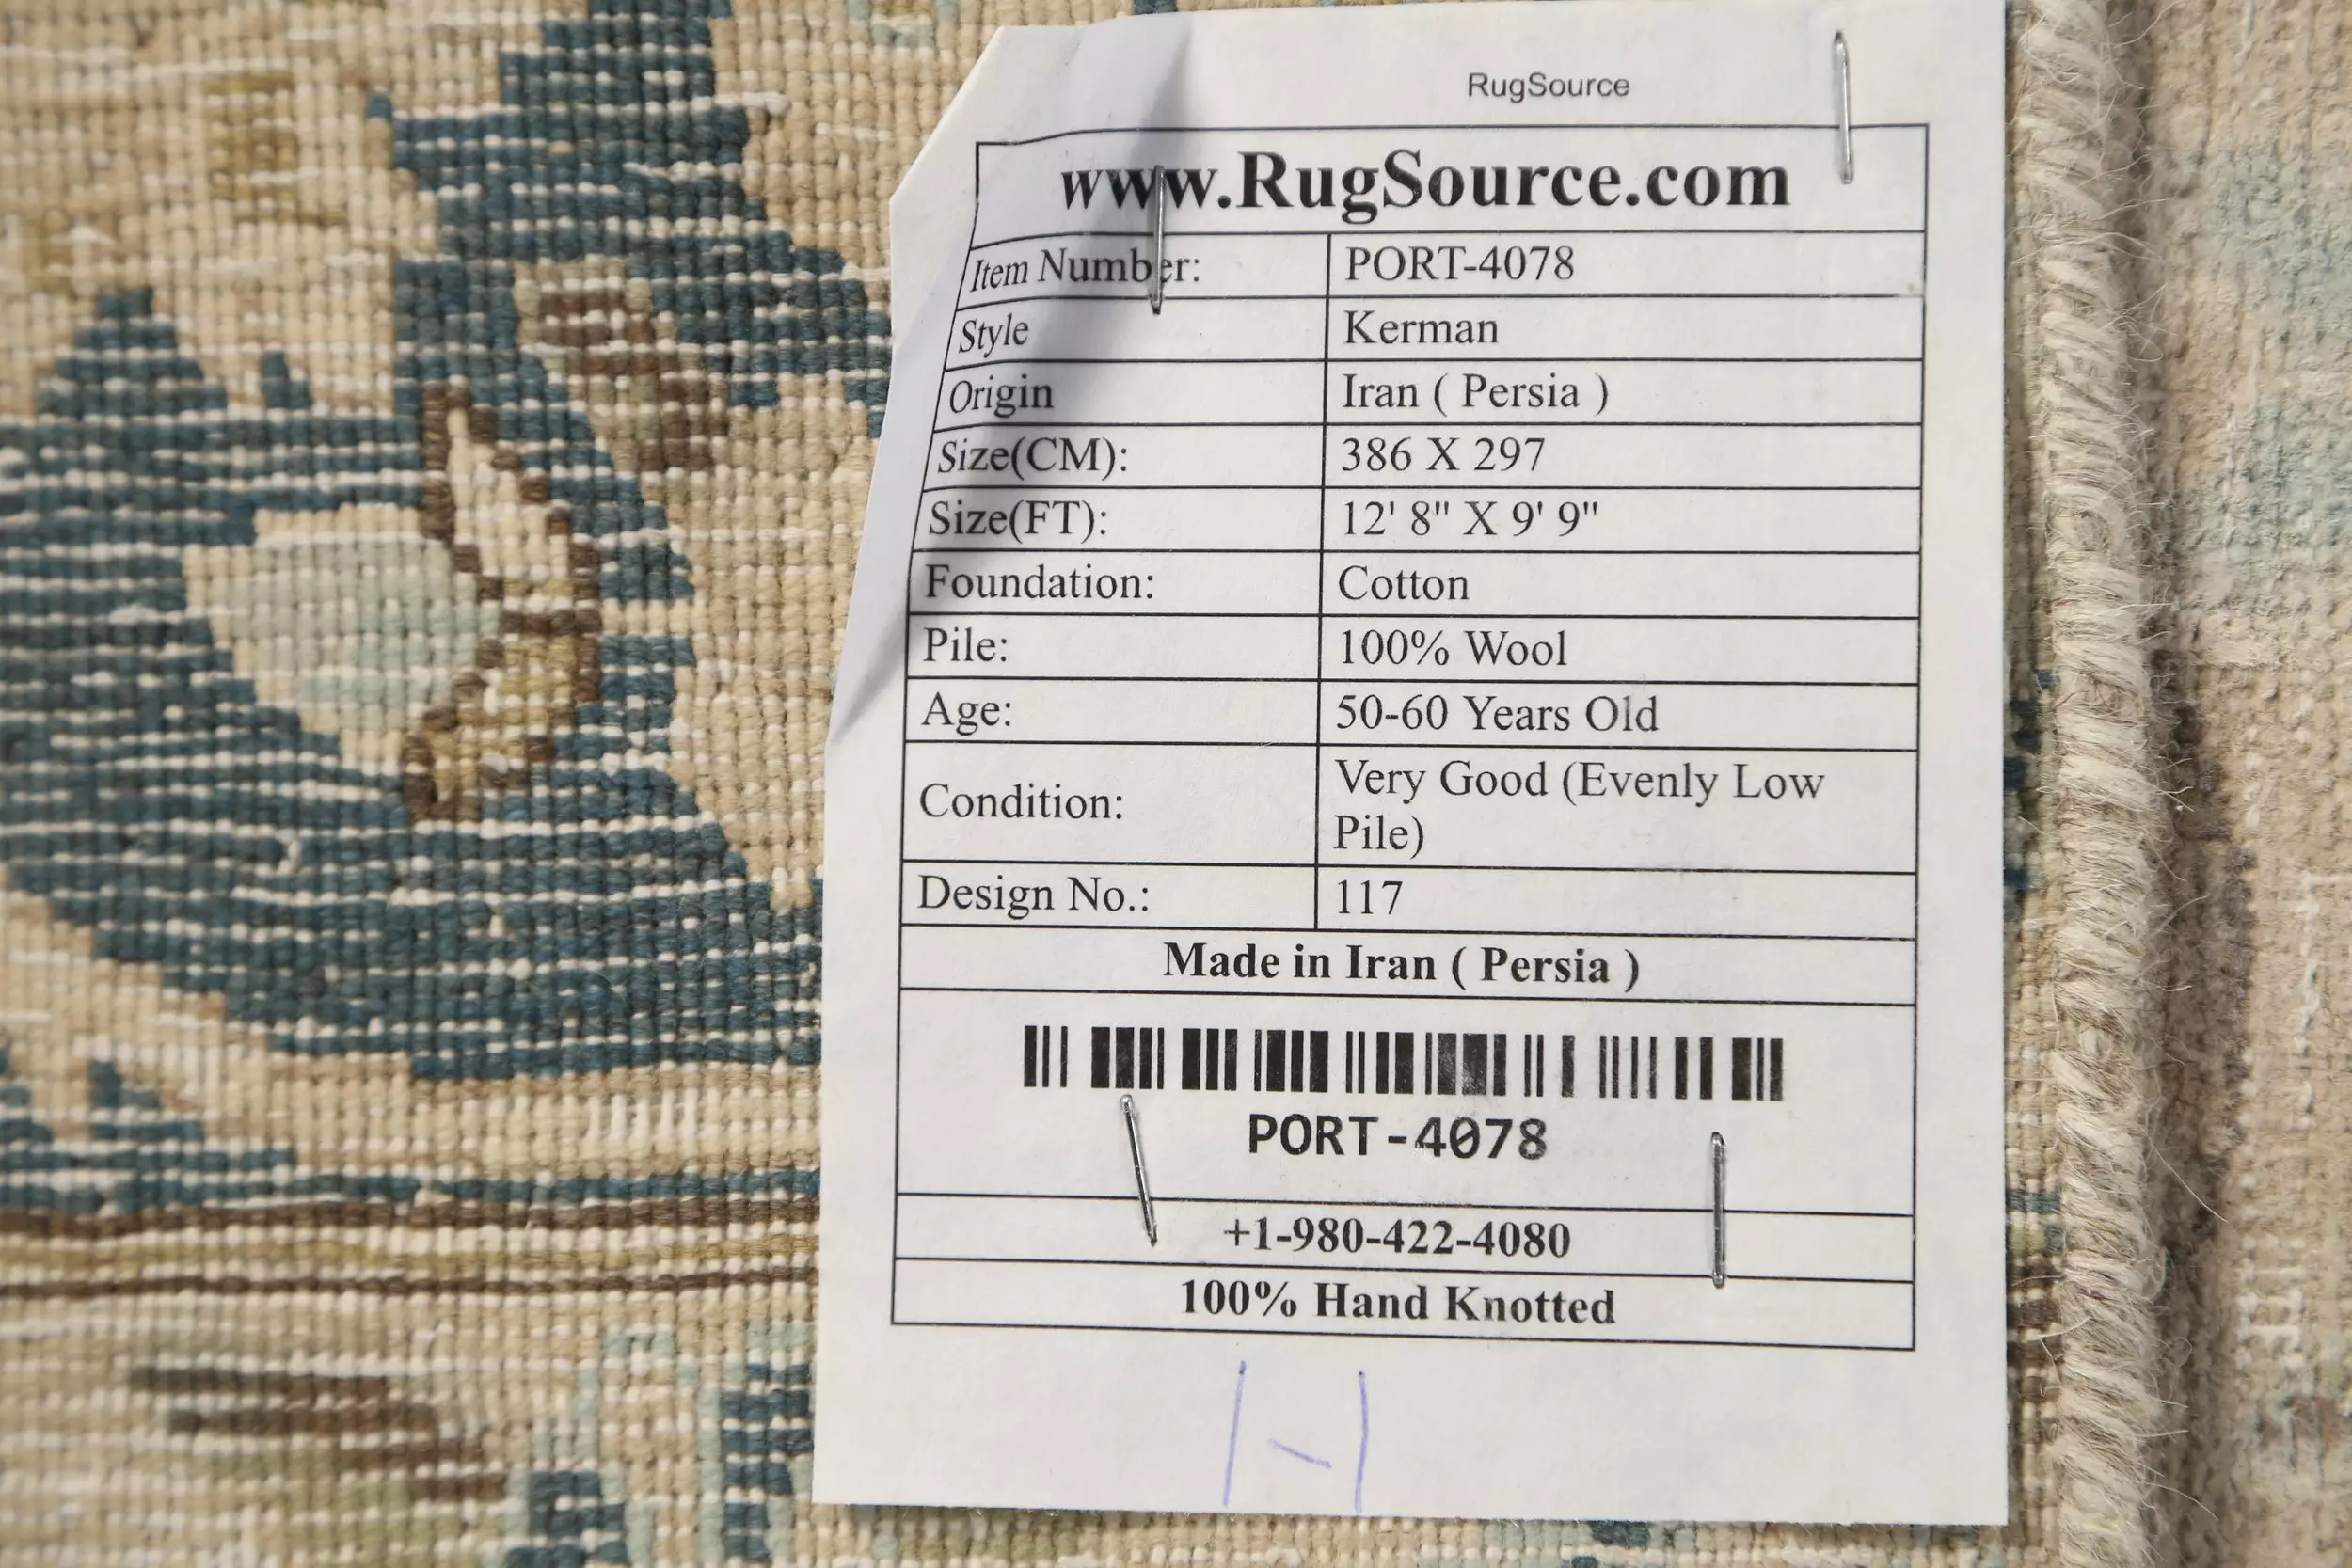 RugSource
www.RugSource.com
Item Number: PORT-4078
Style Kerman
Origin Iran ( Persia )
Size(CM): 386 X 297
Size(FT): 12' 8" X 9' 9"
Foundation: Cotton
Pile: 100% Wool
Age: 50-60 Years Old
Condition: Very Good (Evenly Low
Pile)
Design No.: 117
Made in Iran ( Persia )
PORT-4078
+1-980-422-4080
100% Hand Knotted
1-1